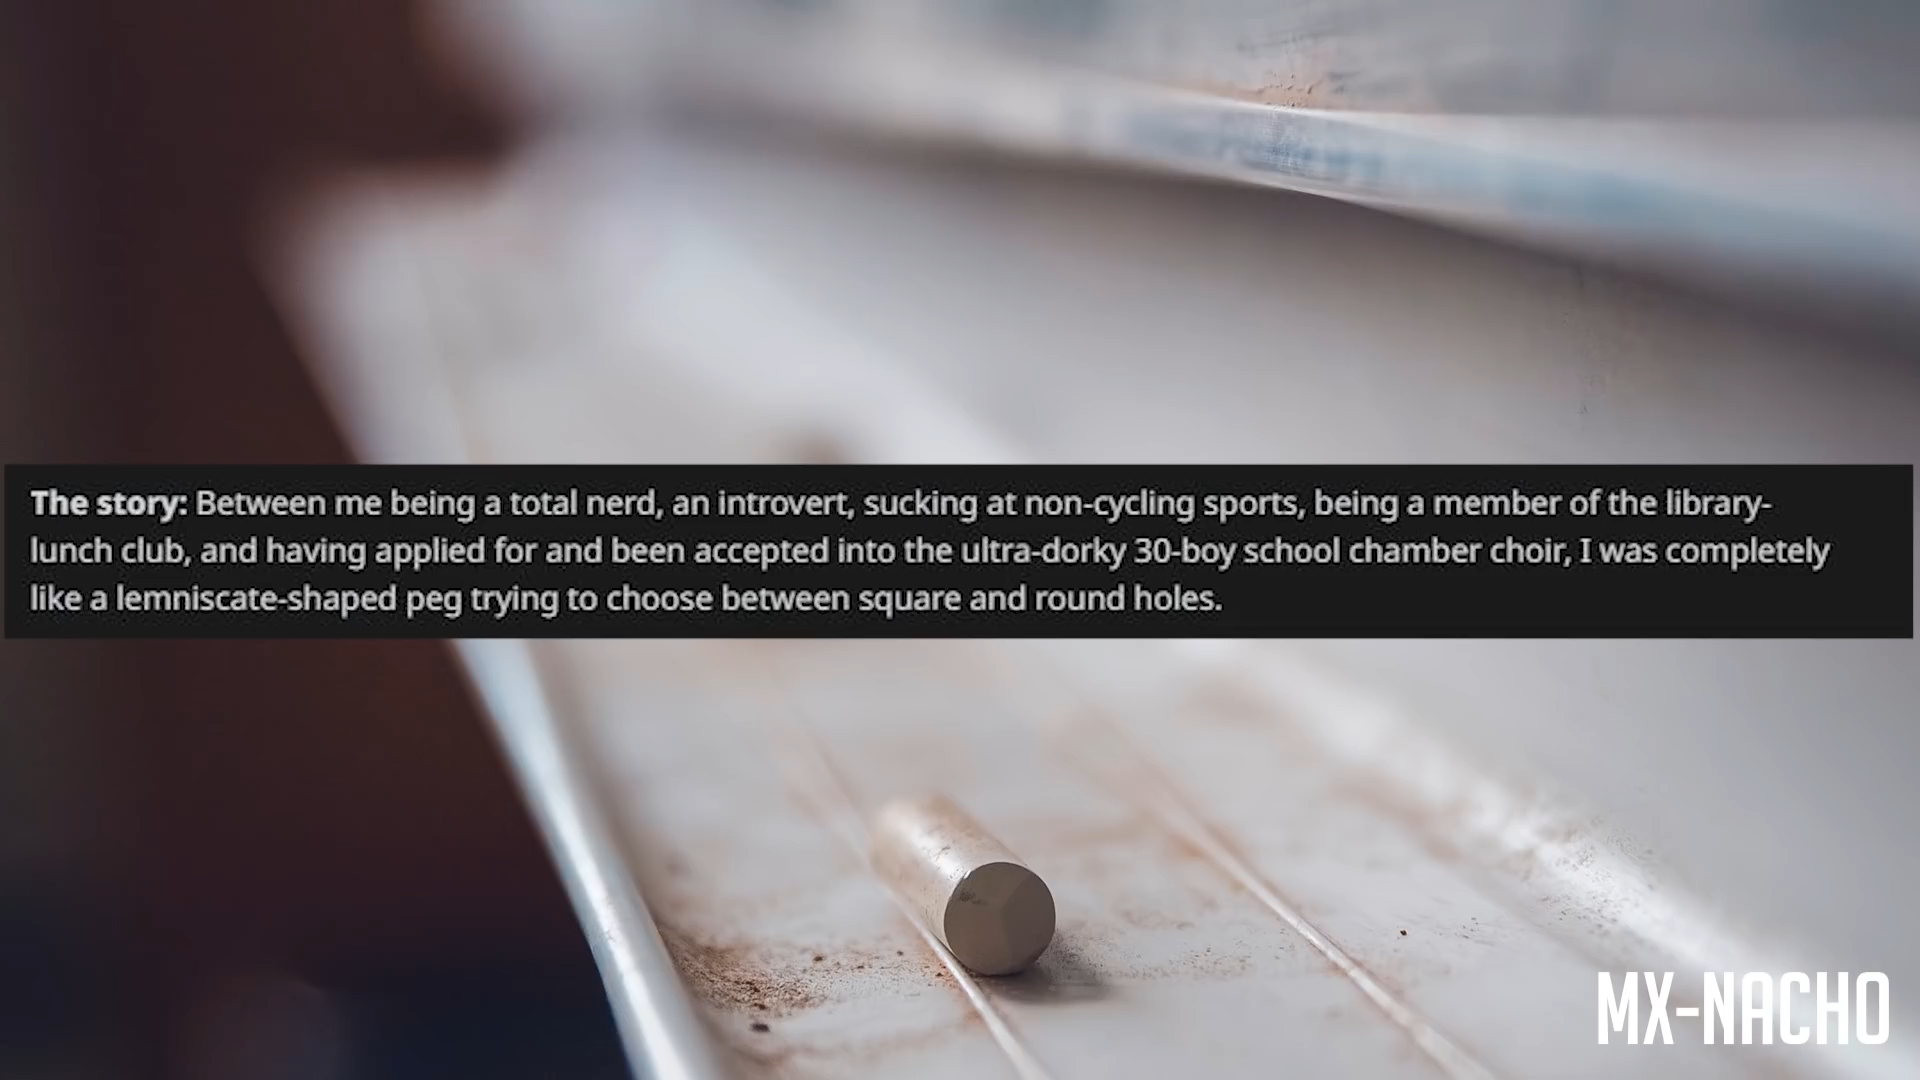 The story: Between me being a total nerd, an introvert, sucking at non-cycling sports, being a member of the library-
lunch club, and having applied for and been accepted into the ultra-dorky 30-boy school chamber choir, I was completely
like a lemniscate-shaped peg trying to choose between square and round holes.
MX-NACHO